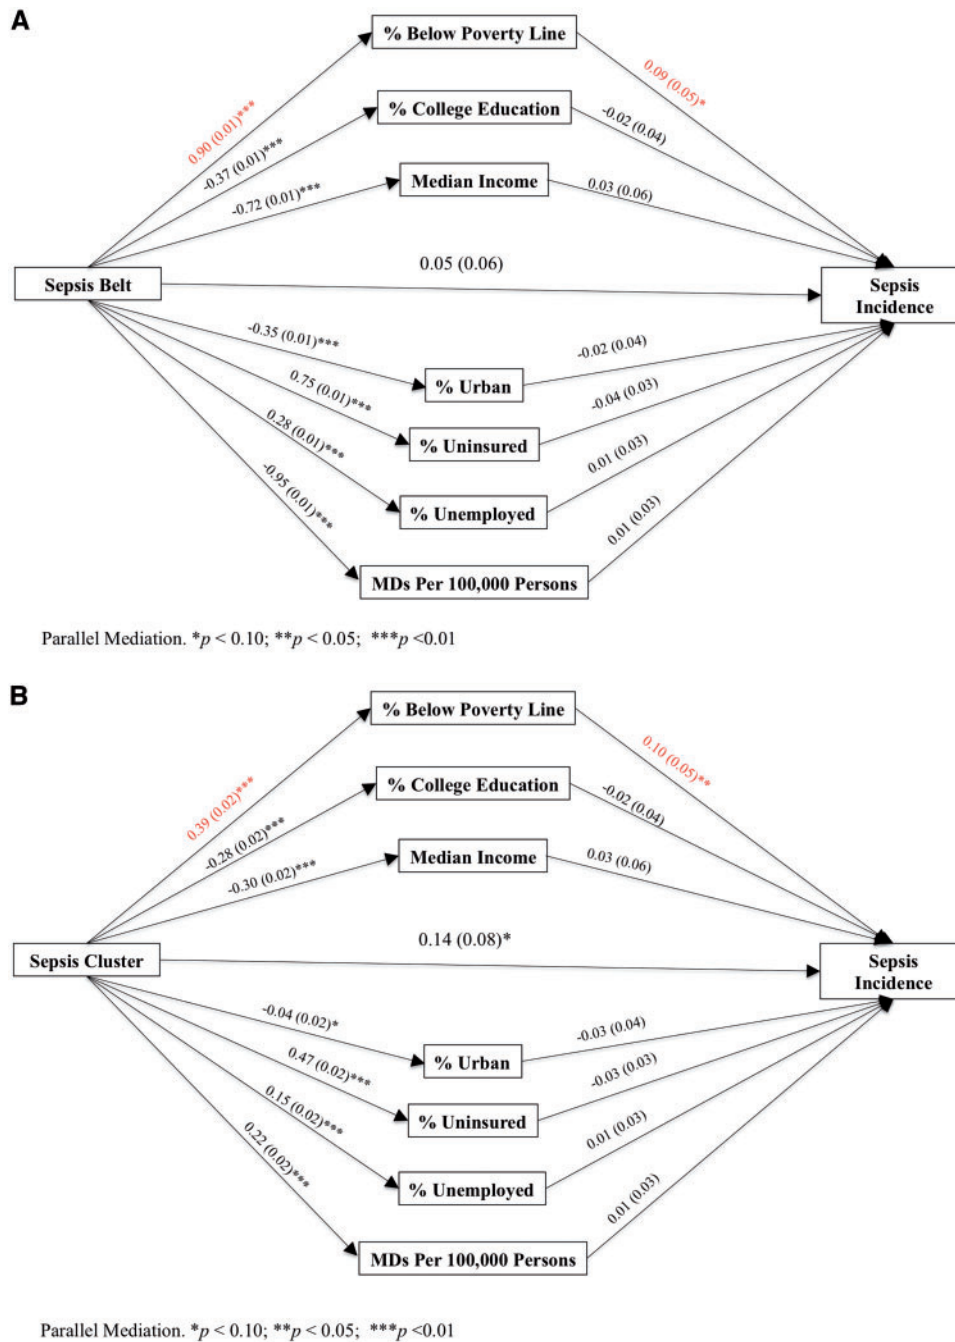 A
% Below Poverty Line
0.90 (0.01)***
0.09 (0.05)*
% College Education
-0.37 (0.01)***
-0.02 (0.04)
Median Income
-0.72 (0.01)***
0.03 (0.06)
0.05 (0.06)
Sepsis Belt
Sepsis
Incidence
-0.35 (0.01)***
-0.02 (0.04)
% Urban
0.75 (0.01)***
-0.04 (0.03)
% Uninsured
0.28 (0.01)***
0.01 (0.03)
% Unemployed
-0.95 (0.01)***
0.01 (0.03)
MDs Per 100,000 Persons
Parallel Mediation. *p < 0.10; **p < 0.05; ***p <0.01
B
% Below Poverty Line
0.39 (0.02)***
0.10 (0.05)**
% College Education
-0.28 (0.02)***
-0.02 (0.04)
Median Income
-0.30 (0.02)***
0.03 (0.06)
0.14 (0.08)*
Sepsis Cluster
Sepsis
Incidence
-0.04 (0.02)*
-0.03 (0.04)
% Urban
0.47 (0.02)***
-0.03 (0.03)
% Uninsured
0.15 (0.02)***
0.01 (0.03)
% Unemployed
0.22 (0.02)***
0.01 (0.03)
MDs Per 100,000 Persons
Parallel Mediation. *p < 0.10; **p < 0.05; ***p <0.01